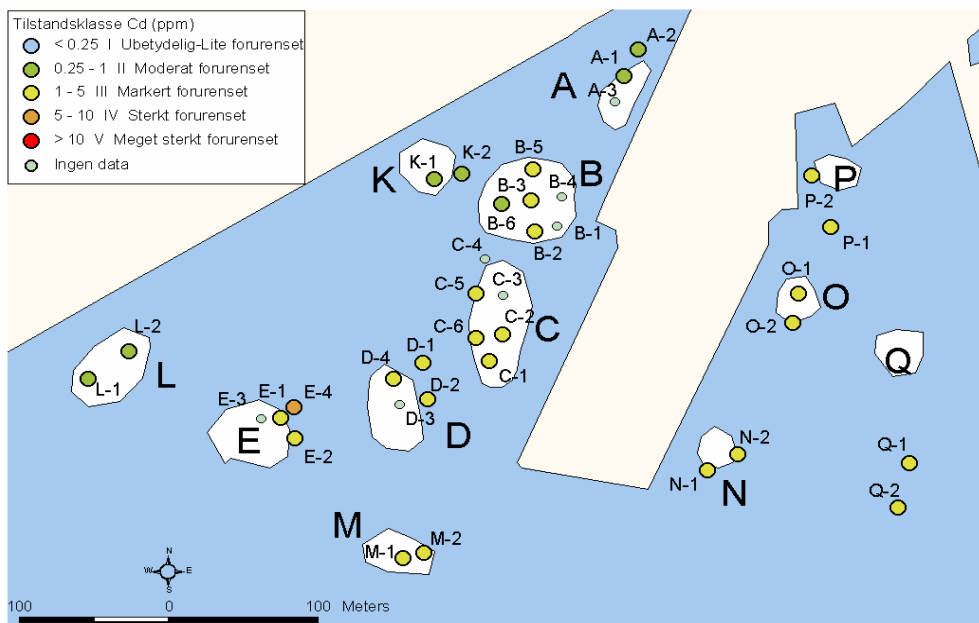 Tilstandsklasse Cd (ppm)
< 0.25 I Ubetydelig-Lite forurenset
0.25 - 1 II Moderat forurenset
1 - 5 III Markert forurenset
5 - 10 IV Sterkt forurenset
> 10 V Meget sterkt forurenset
Ingen data
A-2
A-1
A
A-3
B-5
K-2
K-1
K
B-3
B-4
B
B-6
B-1
B-2
P
P-2
P-1
C-4
C-5
C-3
O-1
O
O-2
C-6
C-2
C
C-1
L-2
L
L-1
D-1
D-4
D-2
D-3
D
Q
E-1
E-4
E-3
E
E-2
N-2
N-1
N
Q-1
Q-2
M
M-2
M-1
N
W
E
S
100
0
100 Meters